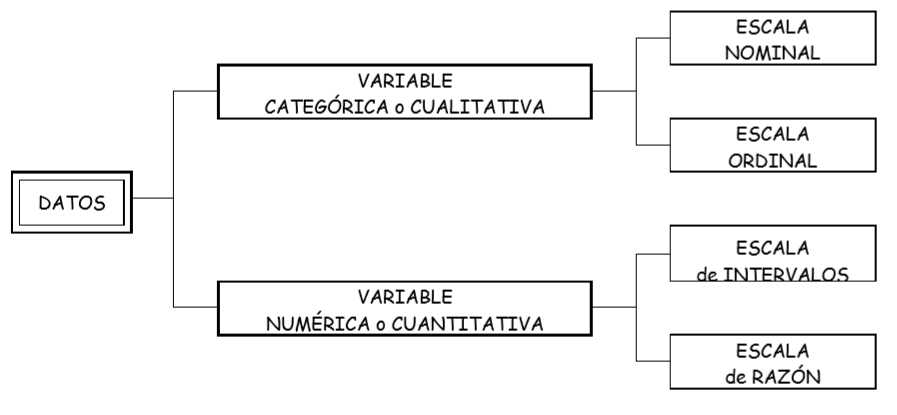 DATOS
VARIABLE
CATEGÓRICA o CUALITATIVA
ESCALA
NOMINAL
ESCALA
ORDINAL
VARIABLE
NUMÉRICA o CUANTITATIVA
ESCALA
de INTERVALOS
ESCALA
de RAZÓN